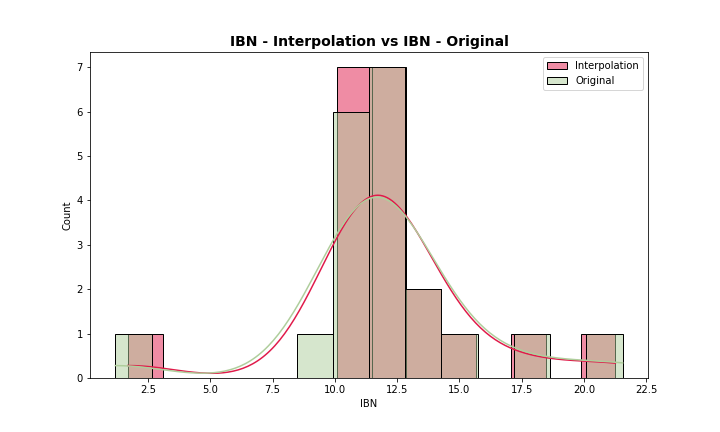 IBN - Interpolation vs IBN - Original
Interpolation
Original
7
6
5
4
3
2
1
0
Count
2.5 5.0 7.5 10.0 12.5 15.0 17.5 20.0 22.5
IBN